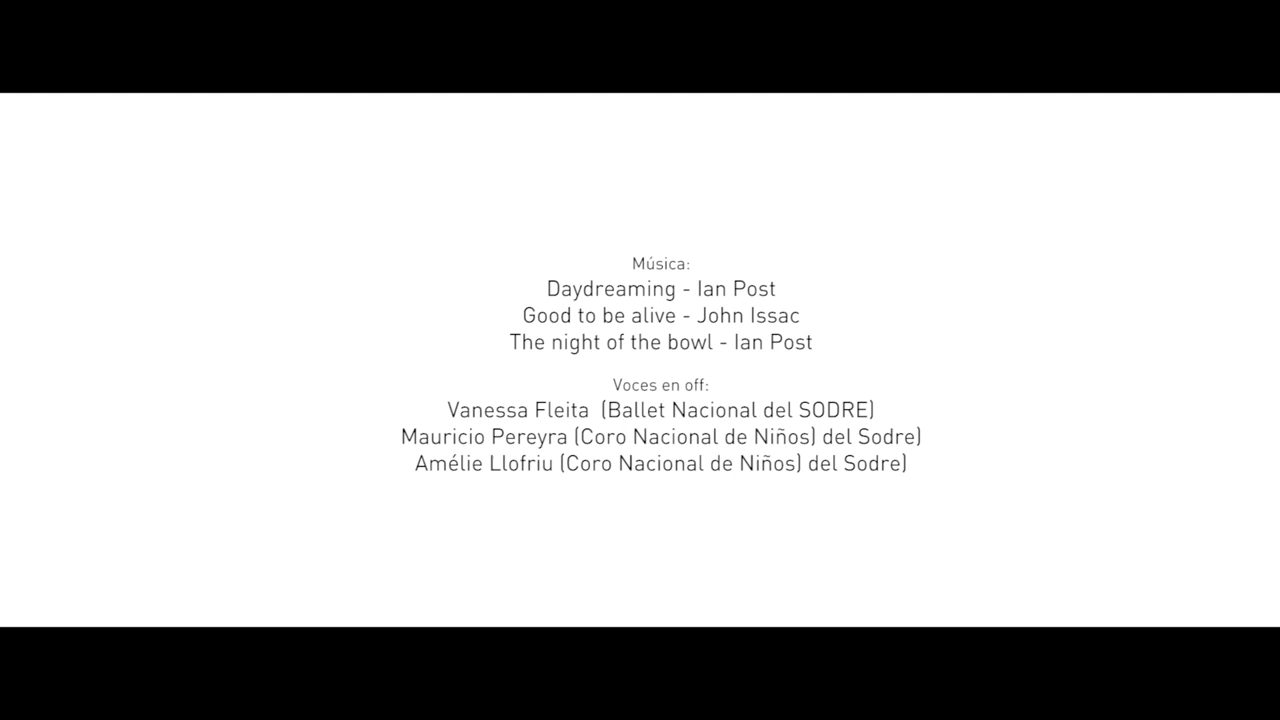 Música:
Daydreaming - Ian Post
Good to be alive - John Issac
The night of the bowl - Ian Post
Voces en off:
Vanessa Fleita (Ballet Nacional del SODRE)
Mauricio Pereyra (Coro Nacional de Niños) del Sodre)
Amélie Llofriu (Coro Nacional de Niños) del Sodre)